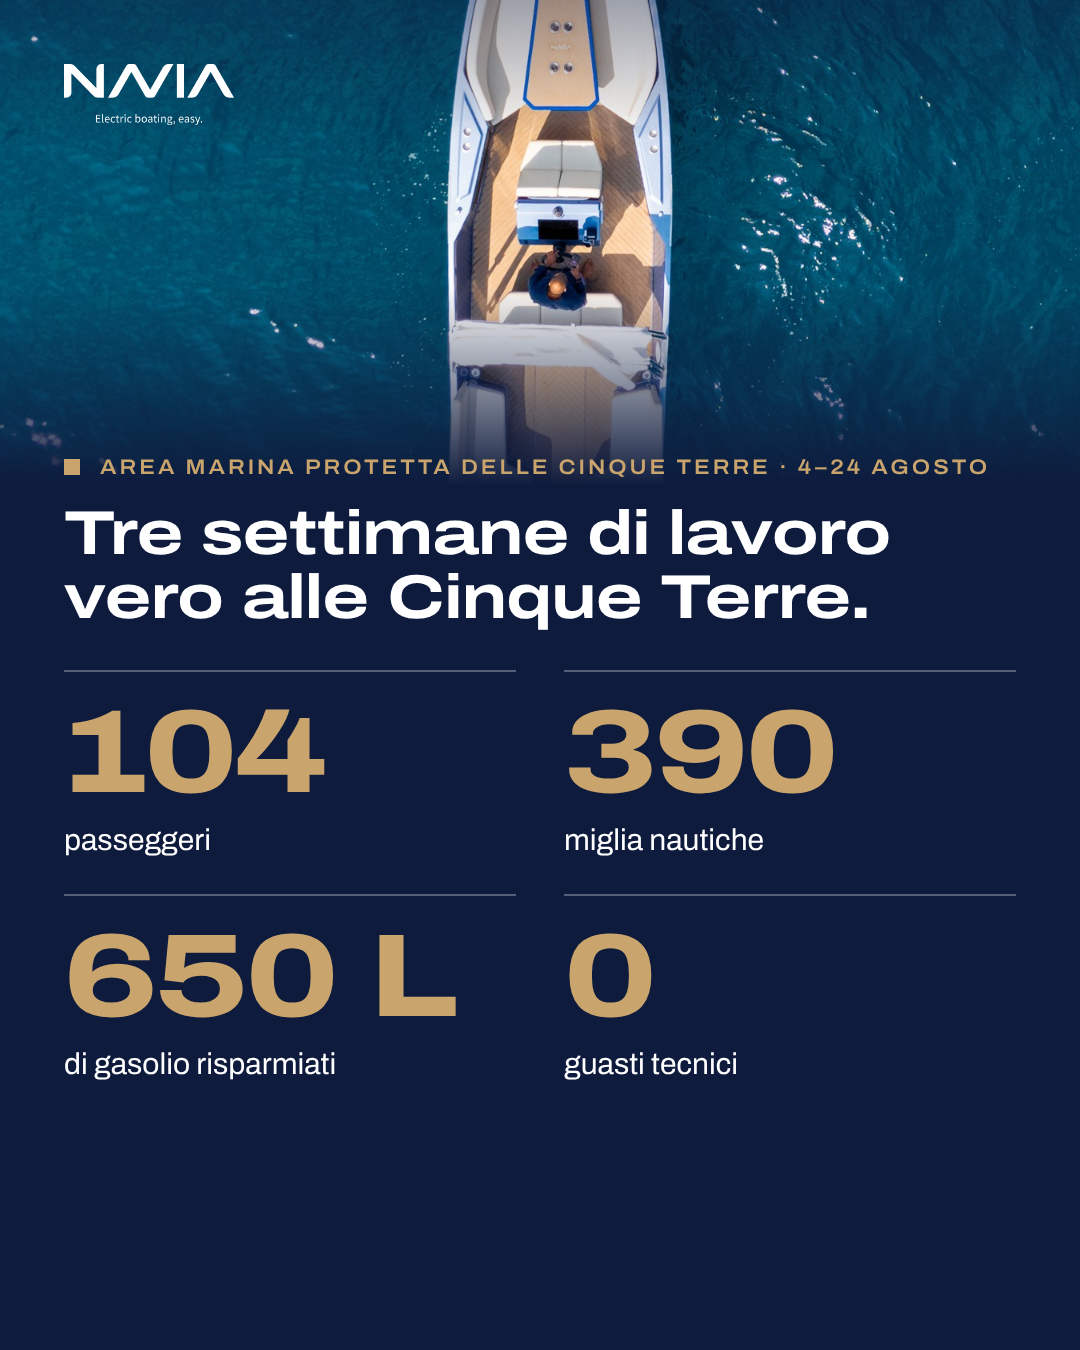 NAVIA
Electric boating, easy.
AREA MARINA PROTETTA DELLE CINQUE TERRE · 4–24 AGOSTO
Tre settimane di lavoro
vero alle Cinque Terre.
104
390
passeggeri
miglia nautiche
650 L
0
di gasolio risparmiati
guasti tecnici